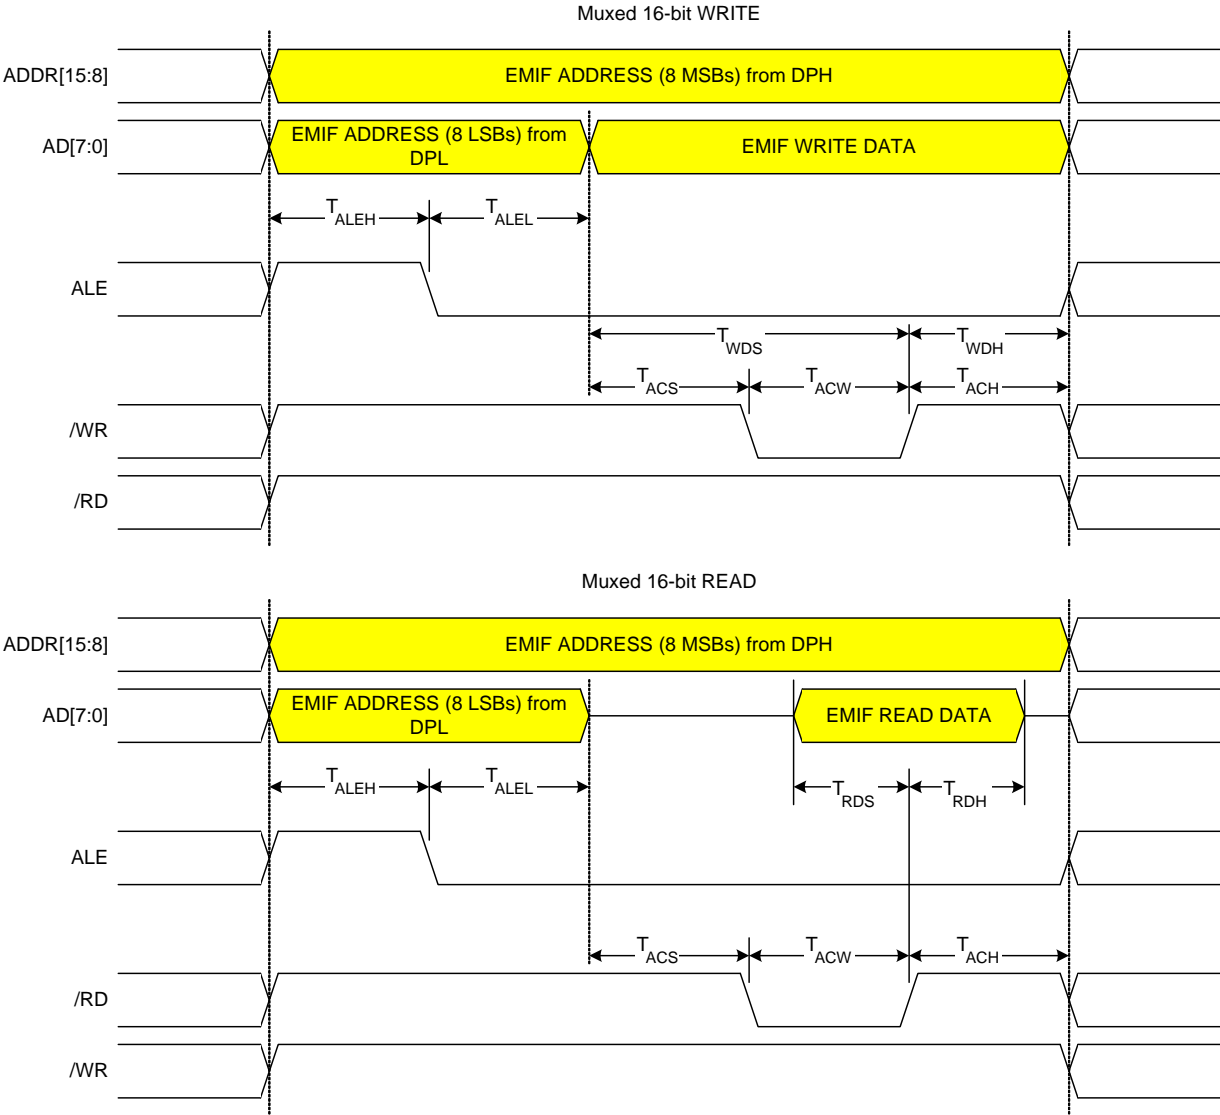 Muxed 16-bit WRITE
ADDR[15:8]
EMIF ADDRESS (8 MSBs) from DPH
AD[7:0]
EMIF ADDRESS (8 LSBs) from
DPL
EMIF WRITE DATA
TALEH
TALEL
ALE
TWDS
TWDH
TACS
TACW
TACH
/WR
/RD
Muxed 16-bit READ
ADDR[15:8]
EMIF ADDRESS (8 MSBs) from DPH
AD[7:0]
EMIF ADDRESS (8 LSBs) from
DPL
EMIF READ DATA
TALEH
TALEL
TRDS
TRDH
ALE
TACS
TACW
TACH
/RD
/WR